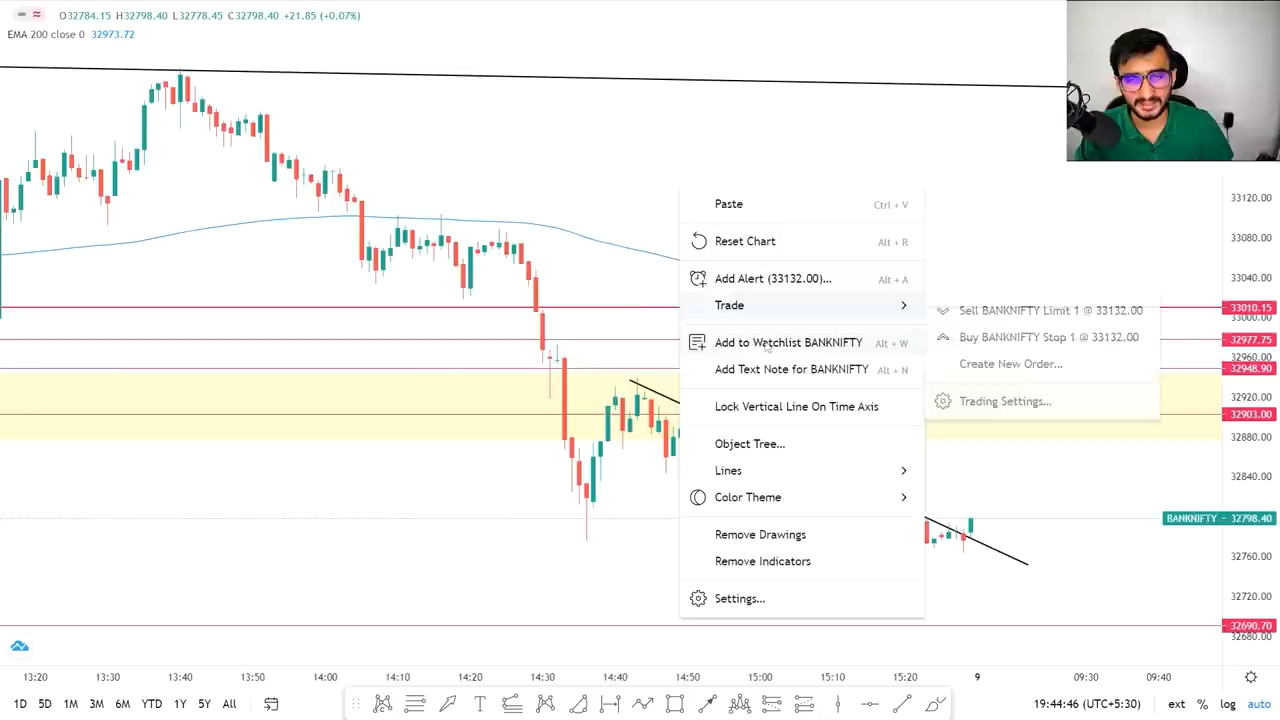 O32784.15 H32798.40 L32778.45 C32798.40 +21.85 (+0.07%)
EMA 200 close 0 32973.72
Paste Ctrl + V
Reset Chart Alt + R
Add Alert (33132.00)... Alt + A
Trade
Add to Watchlist BANKNIFTY Alt + W
Add Text Note for BANKNIFTY Alt + N
Lock Vertical Line On Time Axis
Object Tree...
Lines
Color Theme
Remove Drawings
Remove Indicators
Settings...
Sell BANKNIFTY Limit 1 @ 33132.00
Buy BANKNIFTY Stop 1 @ 33132.00
Create New Order...
Trading Settings...
33120.00
33080.00
33040.00
33010.15
33000.00
32977.75
32960.00
32948.90
32920.00
32903.00
32880.00
32840.00
BANKNIFTY - 32798.40
32760.00
32720.00
32690.70
32680.00
13:20 13:30 13:40 13:50 14:00 14:10 14:20 14:30 14:40 14:50 15:00 15:10 15:20 9 09:30 09:40
1D 5D 1M 3M 6M YTD 1Y 5Y All
19:44:46 (UTC+5:30) ext % log auto